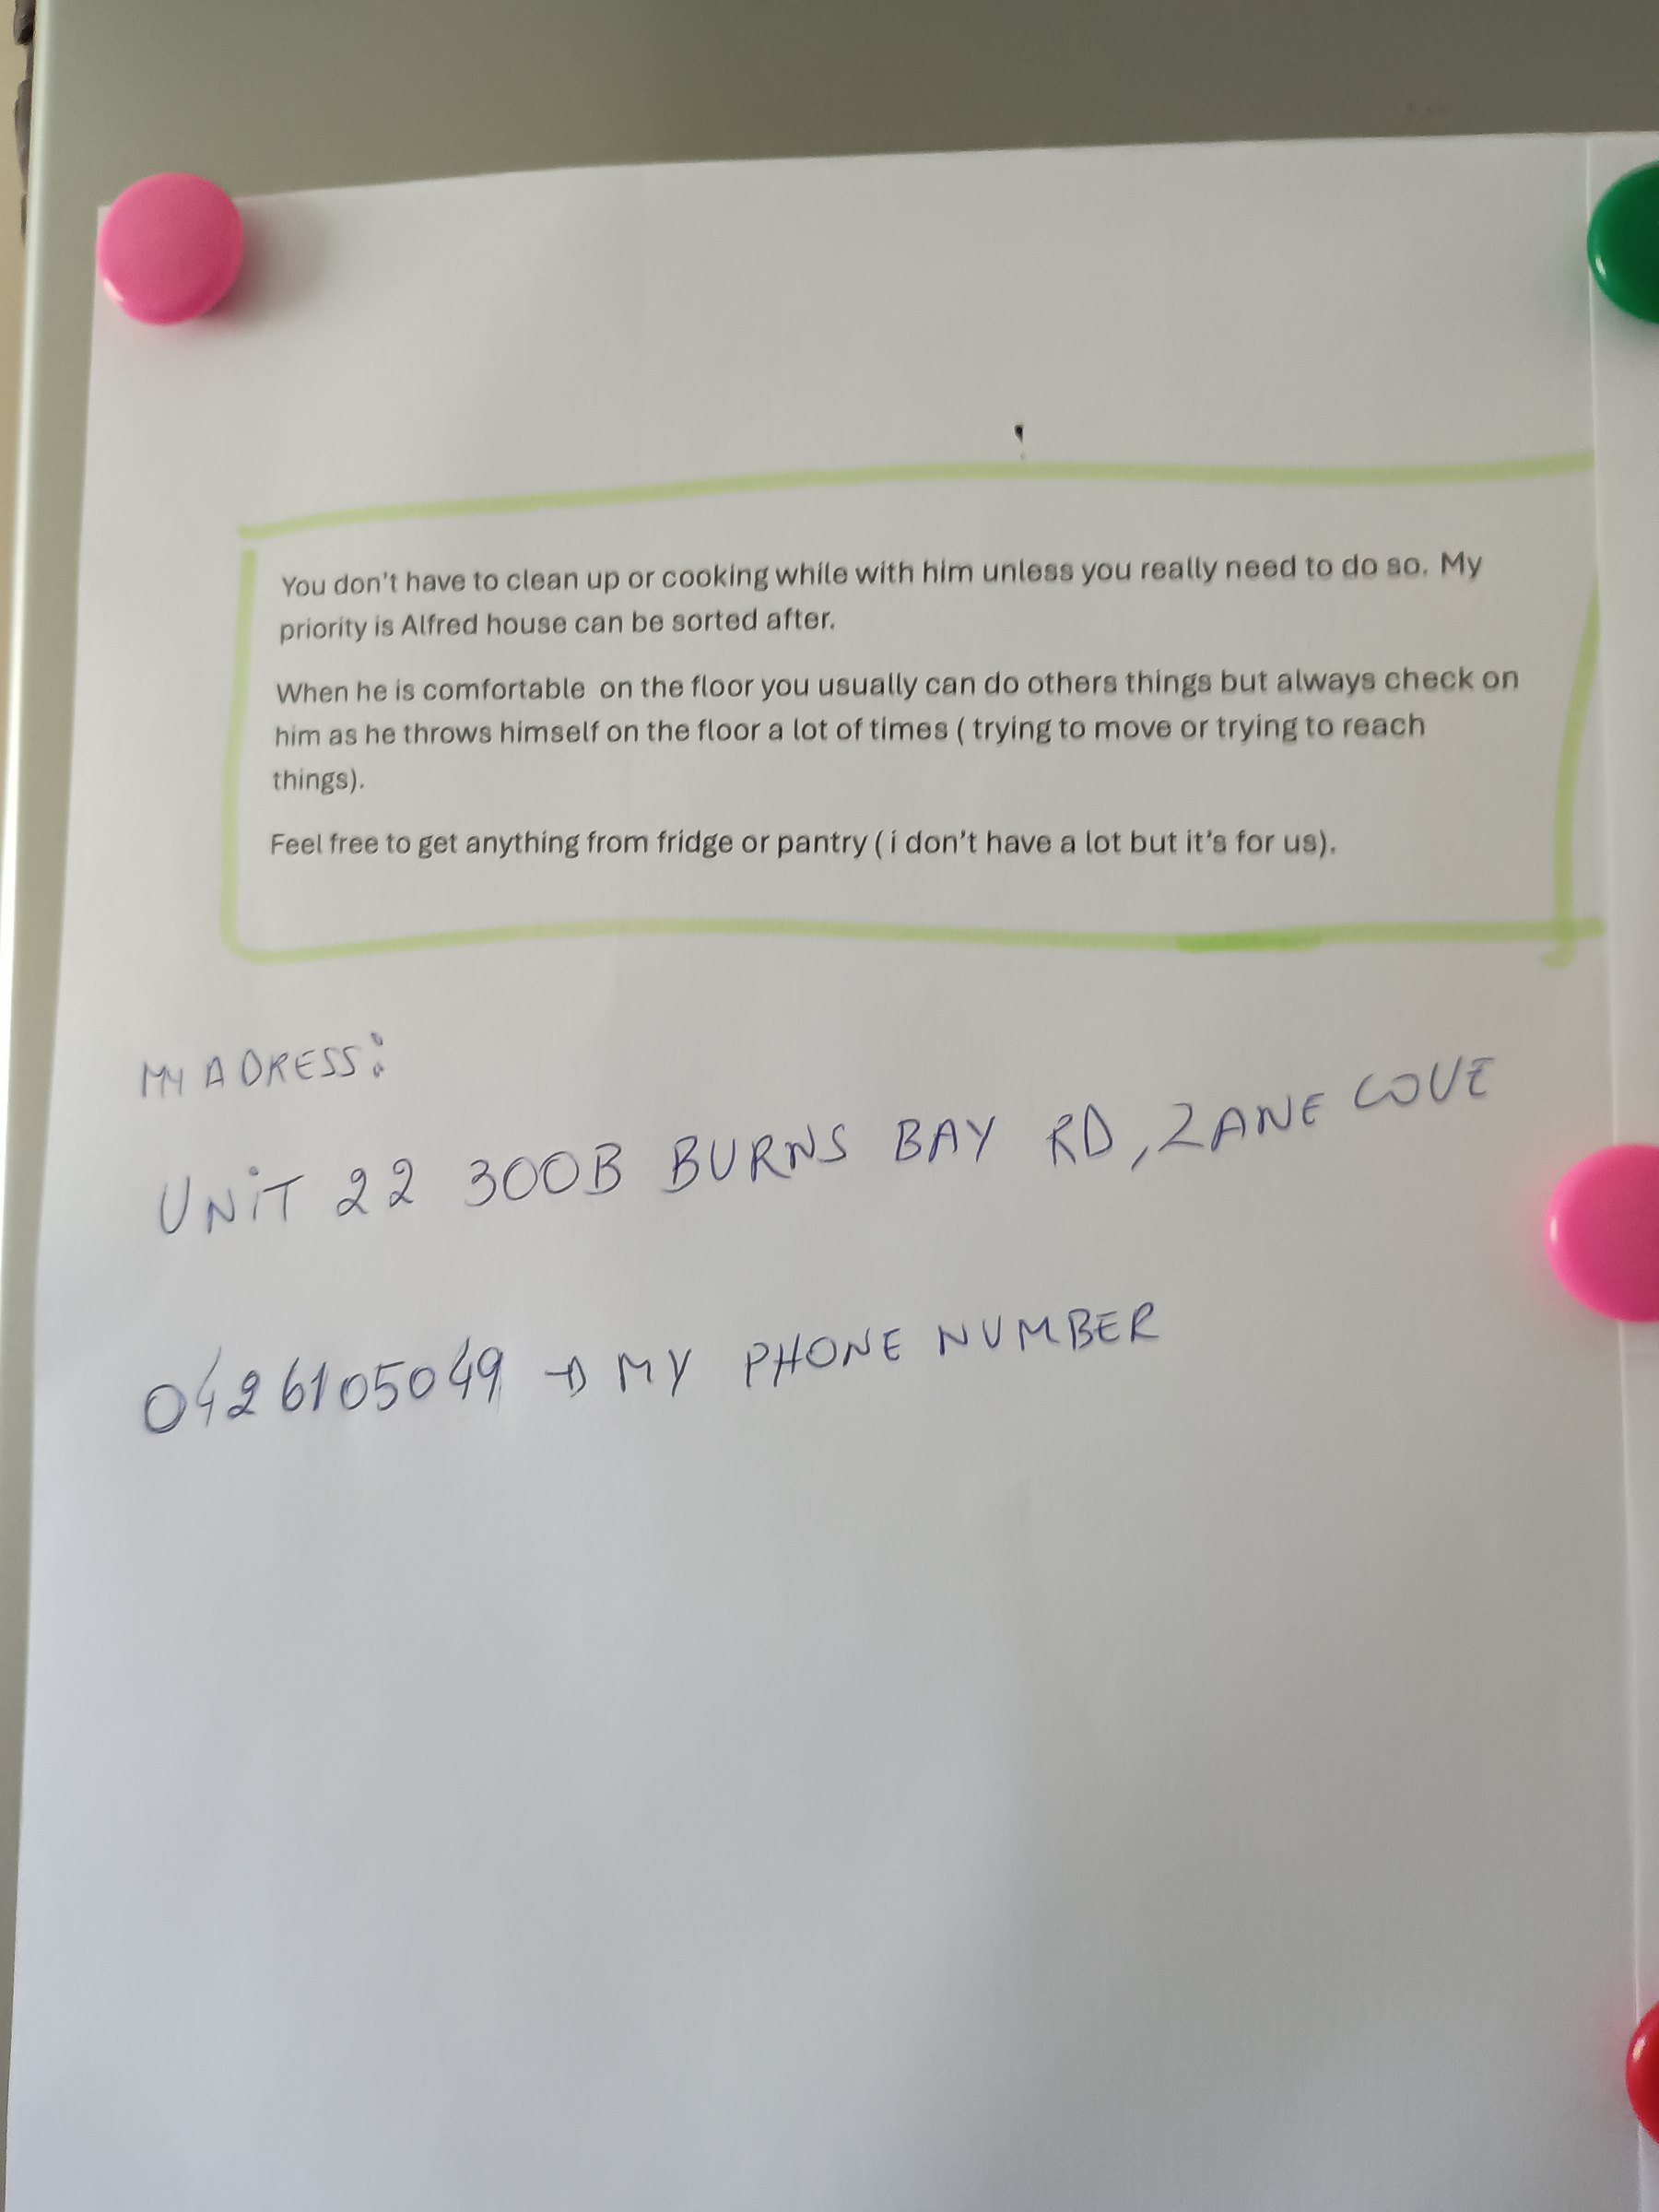 You don't have to clean up or cooking while with him unless you really need to do so. My
priority is Alfred house can be sorted after.
When he is comfortable on the floor you usually can do others things but always check on
him as he throws himself on the floor a lot of times ( trying to move or trying to reach
things).
Feel free to get anything from fridge or pantry ( i don't have a lot but it's for us).
MY ADRESS:
UNIT 22 300B BURNS BAY RD, LANE COVE
0426105049 → MY PHONE NUMBER